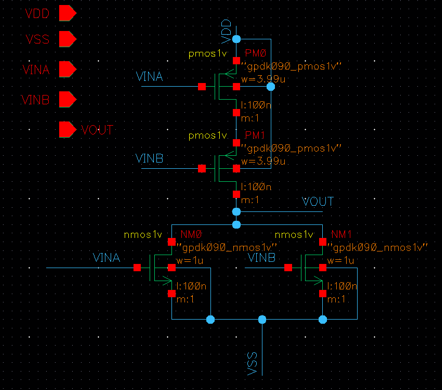 VDD
VSS
VINA
VINB
VOUT
VDD
pmos1v PM0
"gpdk090_pmos1v"
w=3.99u
VINA
l:100n
m:1
pmos1v PM1
"gpdk090_pmos1v"
w=3.99u
VINB
l:100n
m:1
VOUT
nmos1v NM0
"gpdk090_nmos1v"
w=1u
VINA
l:100n
m:1
nmos1v NM1
"gpdk090_nmos1v"
w=1u
VINB
l:100n
m:1
VSS